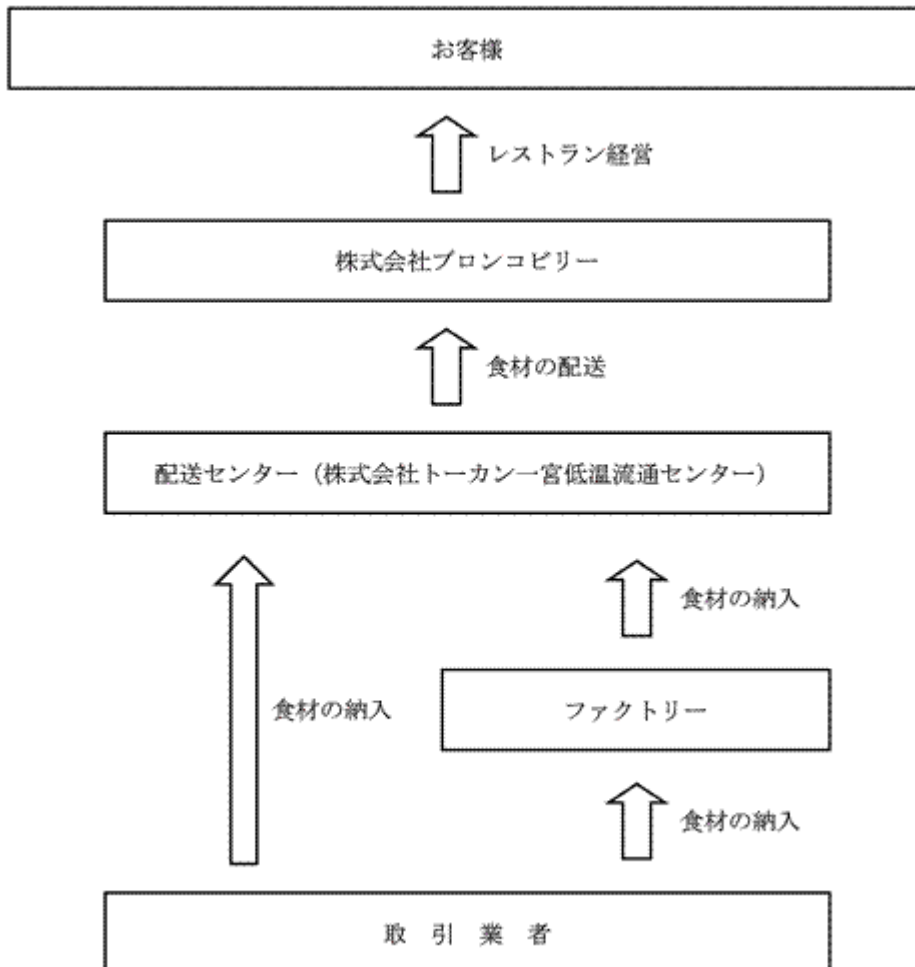 お客様
レストラン経営
株式会社ブロンコビリー
食材の配送
配送センター（株式会社トーカン一宮低温流通センター）
食材の納入
食材の納入
ファクトリー
食材の納入
取 引 業 者